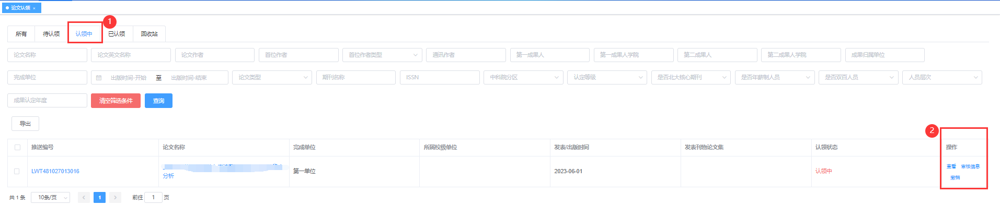 论文认领 ×
1
所有 待认领 认领中 已认领 回收站
论文名称 论文英文名称 论文作者 首位作者 首位作者类型 通讯作者 第一成果人 第一成果人学院 第二成果人 第二成果人学院 成果归属单位
完成单位 出版时间-开始 至 出版时间-结束 论文类型 期刊名称 ISSN 中科院分区 认定等级 是否北大核心期刊 是否年薪制人员 是否双百人员 人员层次
成果认定年度 清空筛选条件 查询
导出
2
推送编号 论文名称 完成单位 所属校级单位 发表/出版时间 发表刊物论文集 认领状态 操作
LWT481027013016 分析 第一单位 2023-06-01 认领中 查看 审核信息
撤销
共 1 条 10条/页 1 前往 1 页